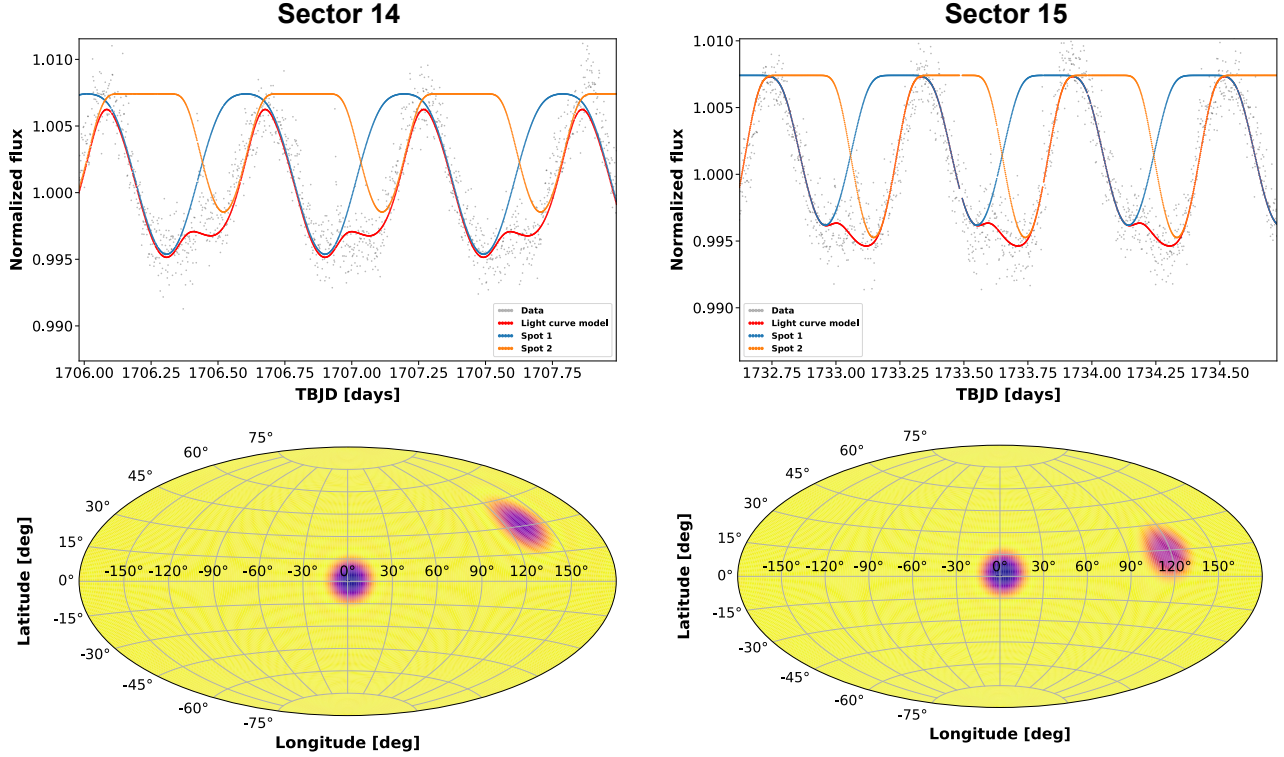 Sector 14
Sector 15
1.010
1.005
1.000
0.995
0.990
Normalized flux
1706.00 1706.25 1706.50 1706.75 1707.00 1707.25 1707.50 1707.75
TBJD [days]
Data
Light curve model
Spot 1
Spot 2
1.010
1.005
1.000
0.995
0.990
Normalized flux
1732.75 1733.00 1733.25 1733.50 1733.75 1734.00 1734.25 1734.50
TBJD [days]
Data
Light curve model
Spot 1
Spot 2
75°
60°
45°
30°
15°
0°
-15°
-30°
-45°
-60°
-75°
-150° -120° -90° -60° -30° 0° 30° 60° 90° 120° 150°
Latitude [deg]
Longitude [deg]
75°
60°
45°
30°
15°
0°
-15°
-30°
-45°
-60°
-75°
-150° -120° -90° -60° -30° 0° 30° 60° 90° 120° 150°
Latitude [deg]
Longitude [deg]